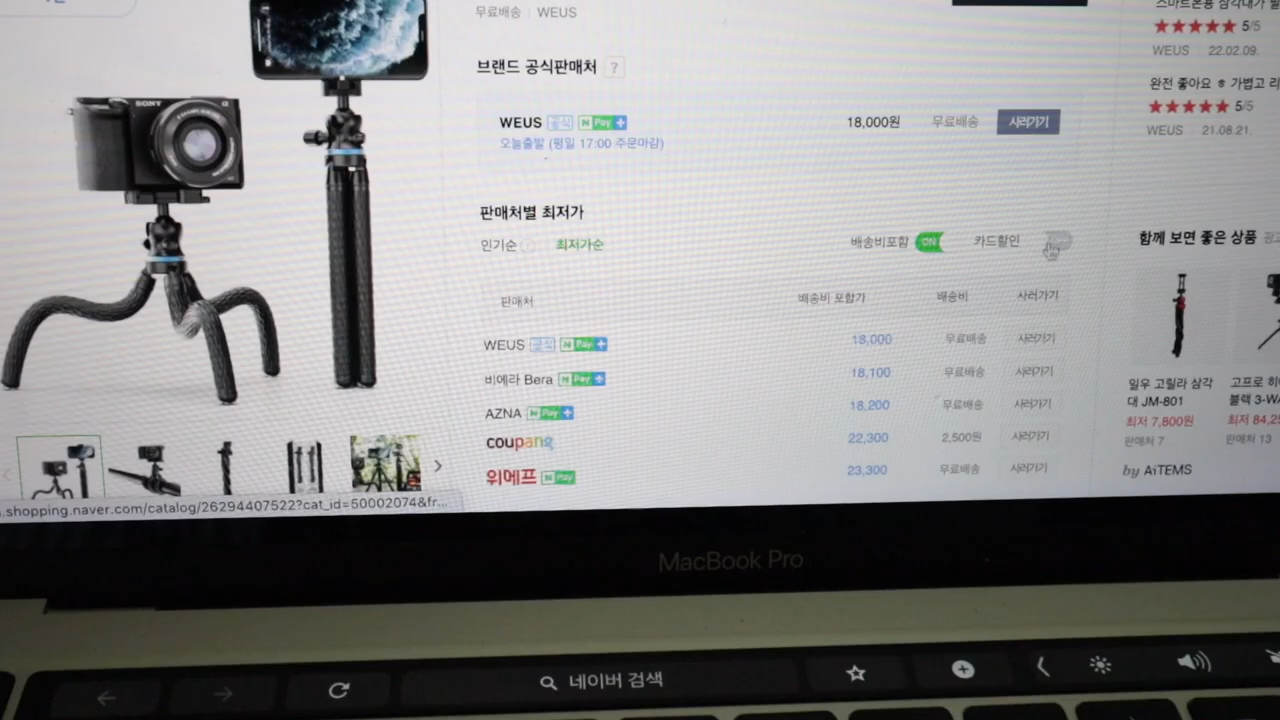 무료배송 WEUS
브랜드 공식판매처 ?
WEUS 공식 N Pay +
18,000원 무료배송 사러가기
오늘출발 (평일 17:00 주문마감)
판매처별 최저가
인기순 최저가순
배송비포함 ON 카드할인
판매처 배송비 포함가 배송비 사러가기
WEUS 공식 N Pay + 18,000 무료배송 사러가기
비에라 Bera N Pay + 18,100 무료배송 사러가기
AZNA N Pay + 18,200 무료배송 사러가기
coupang 22,300 2,500원 사러가기
위메프 N Pay 23,300 무료배송 사러가기
SONY
스마트폰용 삼각대가
5/5
WEUS 22.02.09.
완전 좋아요 ㅎ 가볍고
5/5
WEUS 21.08.21.
함께 보면 좋은 상품
일우 고릴라 삼각
대 JM-801
최저 7,800원
판매처 7
고프로
블랙 3-WA
최저 84,2
판매처 13
by AiTEMS
.shopping.naver.com/catalog/26294407522?cat_id=50002074&fr...
MacBook Pro
네이버 검색